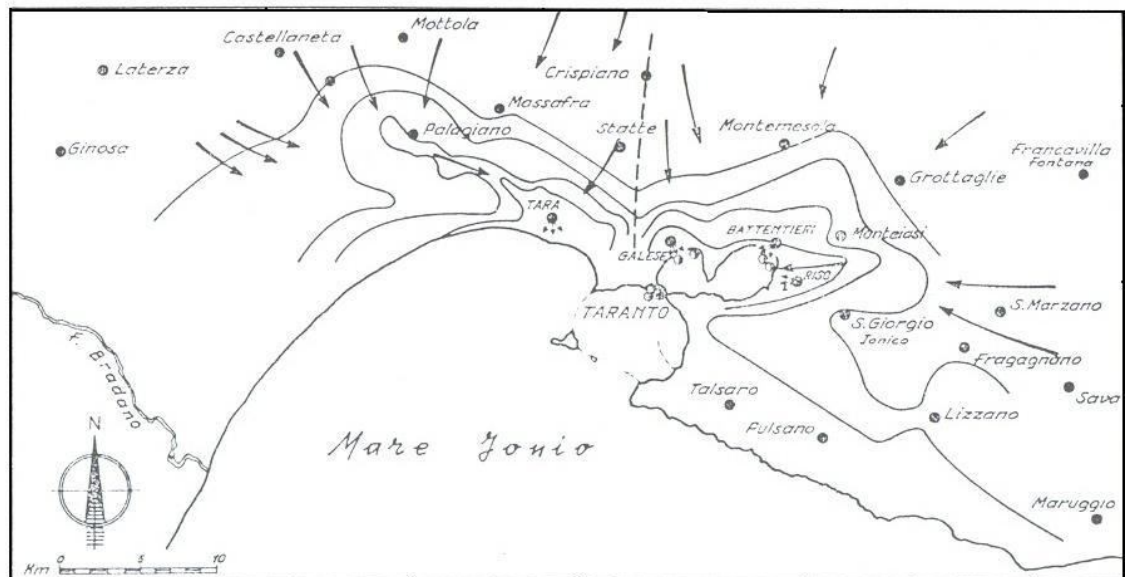 Mottola
Castellaneta
Laterza
Crispiano
Massafra
Palagiano
Statte
Montemesola
Ginosa
Francavilla
Fontana
Grottaglie
TARA
BATTENTIERI
Monteiasi
GALESE
RISO
TARANTO
S. Marzano
S. Giorgio
Jonico
Fragagnano
F. Bradano
Talsaro
Sava
Lizzano
Pulsano
N
Mare Jonio
Maruggio
Km 0 5 10